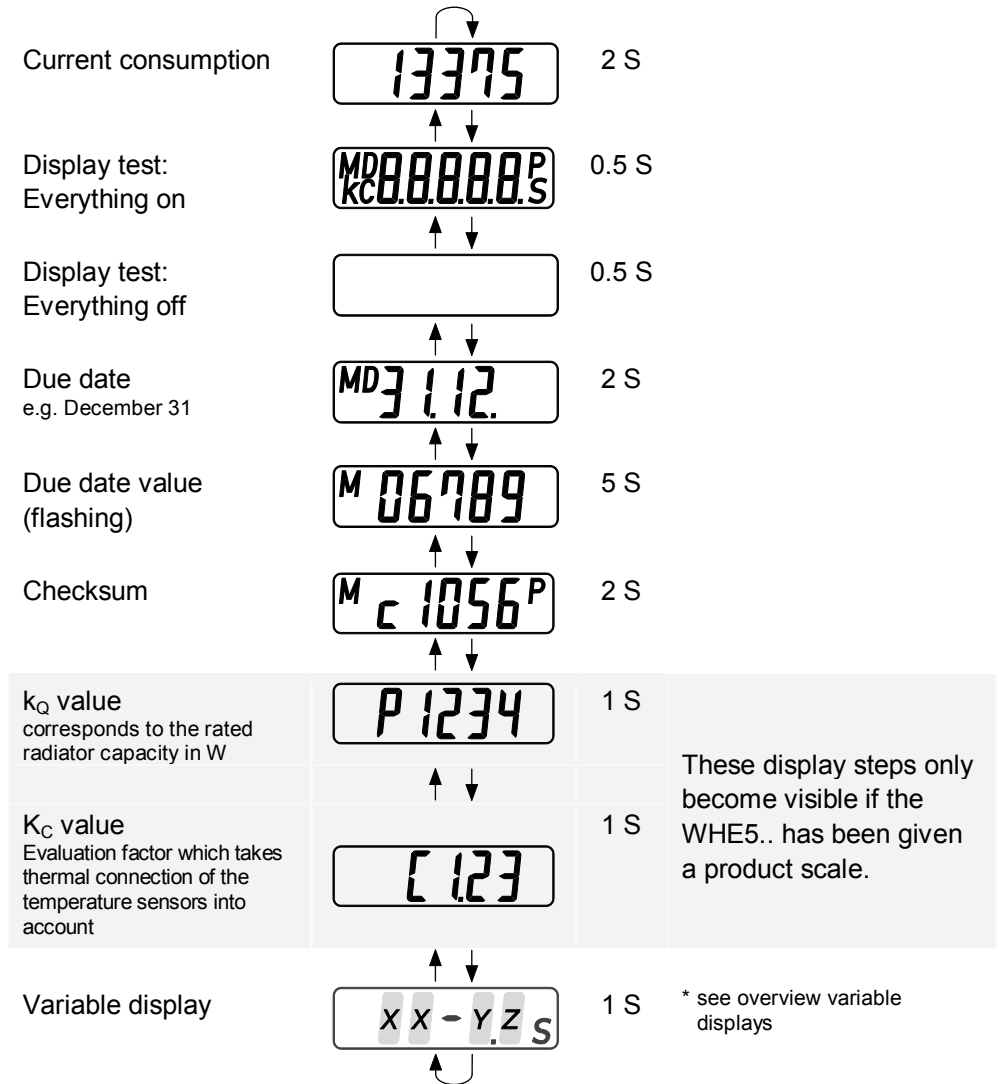 Current consumption
13375
2 S
Display test:
Everything on
MD
KC
8.8.8.8.8.
P
S
0.5 S
Display test:
Everything off
0.5 S
Due date
e.g. December 31
MD 31.12.
2 S
Due date value
(flashing)
M 06789
5 S
Checksum
M c1056 P
2 S
kQ value
corresponds to the rated
radiator capacity in W
P1234
1 S
KC value
Evaluation factor which takes
thermal connection of the
temperature sensors into
account
C1.23
1 S
These display steps only
become visible if the
WHE5.. has been given
a product scale.
Variable display
X X - Y.Z S
1 S
* see overview variable
displays